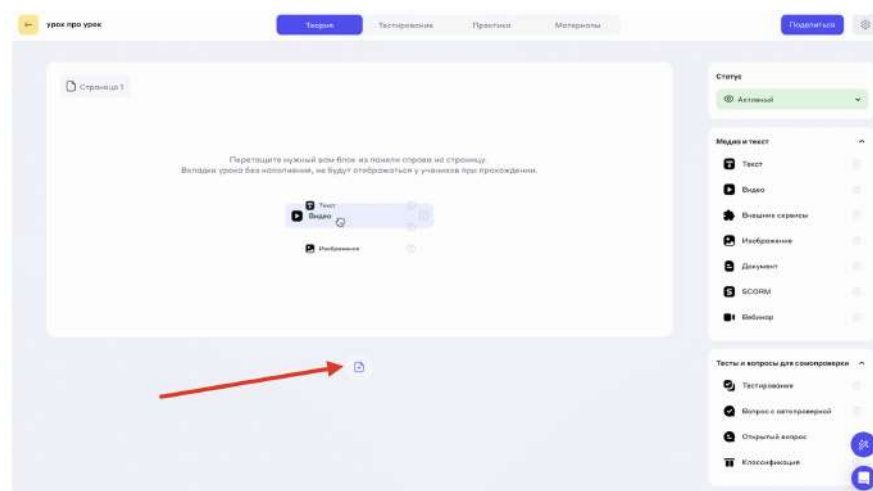 урок про урок
Теория
Тестирование
Практика
Материалы
Поделиться
Страница 1
Перетащите нужный вам блок из панели справа на страницу.
Вкладки урока без наполнения, не будут отображаться у учеников при прохождении.
Текст
Видео
Изображение
Статус
Активный
Медиа и текст
Текст
Видео
Внешние сервисы
Изображение
Документ
SCORM
Вебинар
Тесты и вопросы для самопроверки
Тестирование
Вопрос с автопроверкой
Открытый вопрос
Классификация